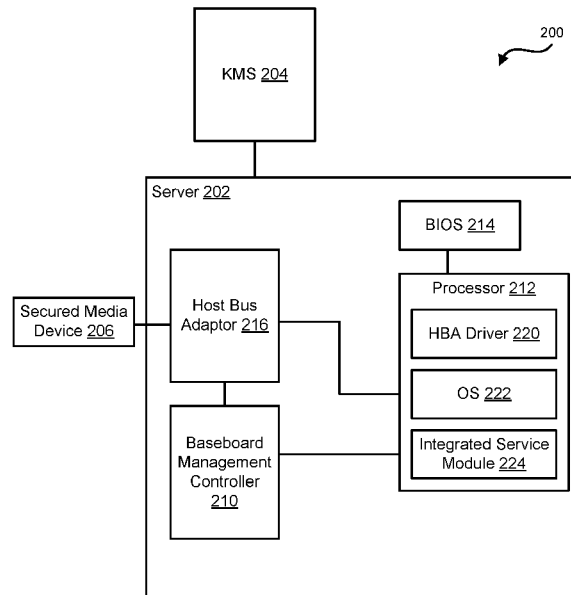 200
KMS 204
Server 202
BIOS 214
Processor 212
Host Bus
Adaptor 216
HBA Driver 220
Secured Media
Device 206
OS 222
Baseboard
Management
Controller
210
Integrated Service
Module 224